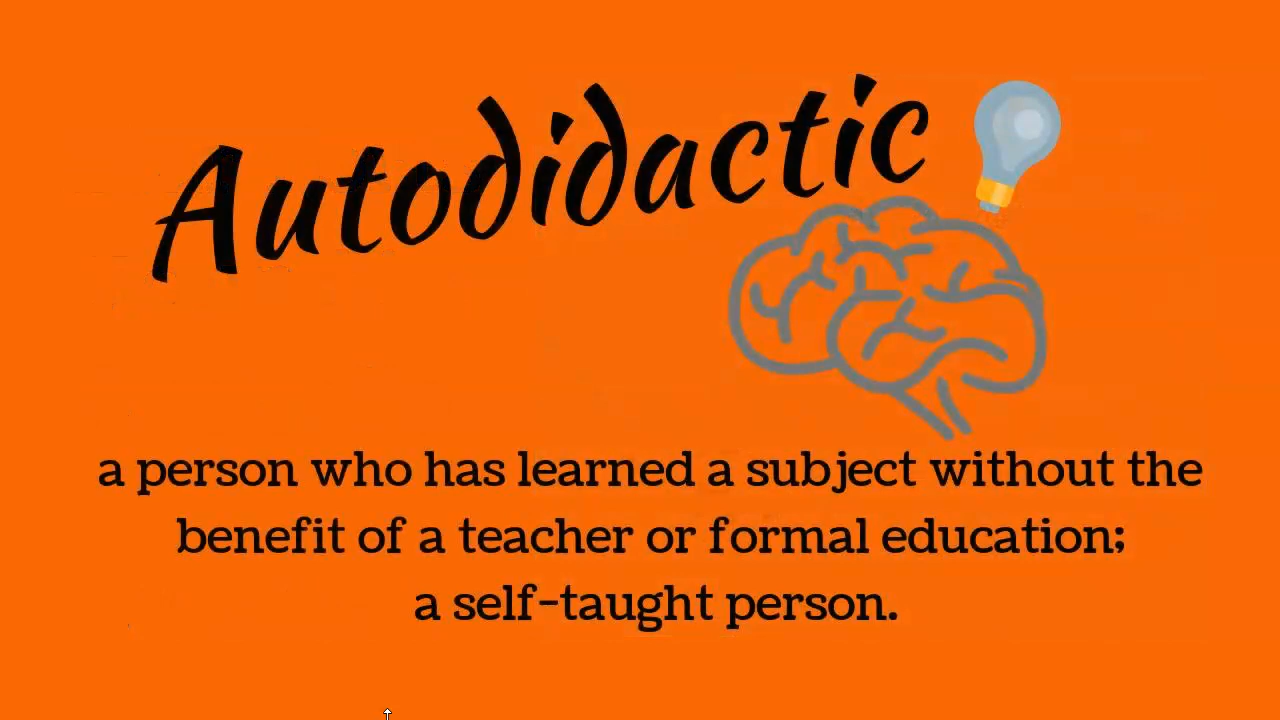 Autodidactic
a person who has learned a subject without the
benefit of a teacher or formal education;
a self-taught person.